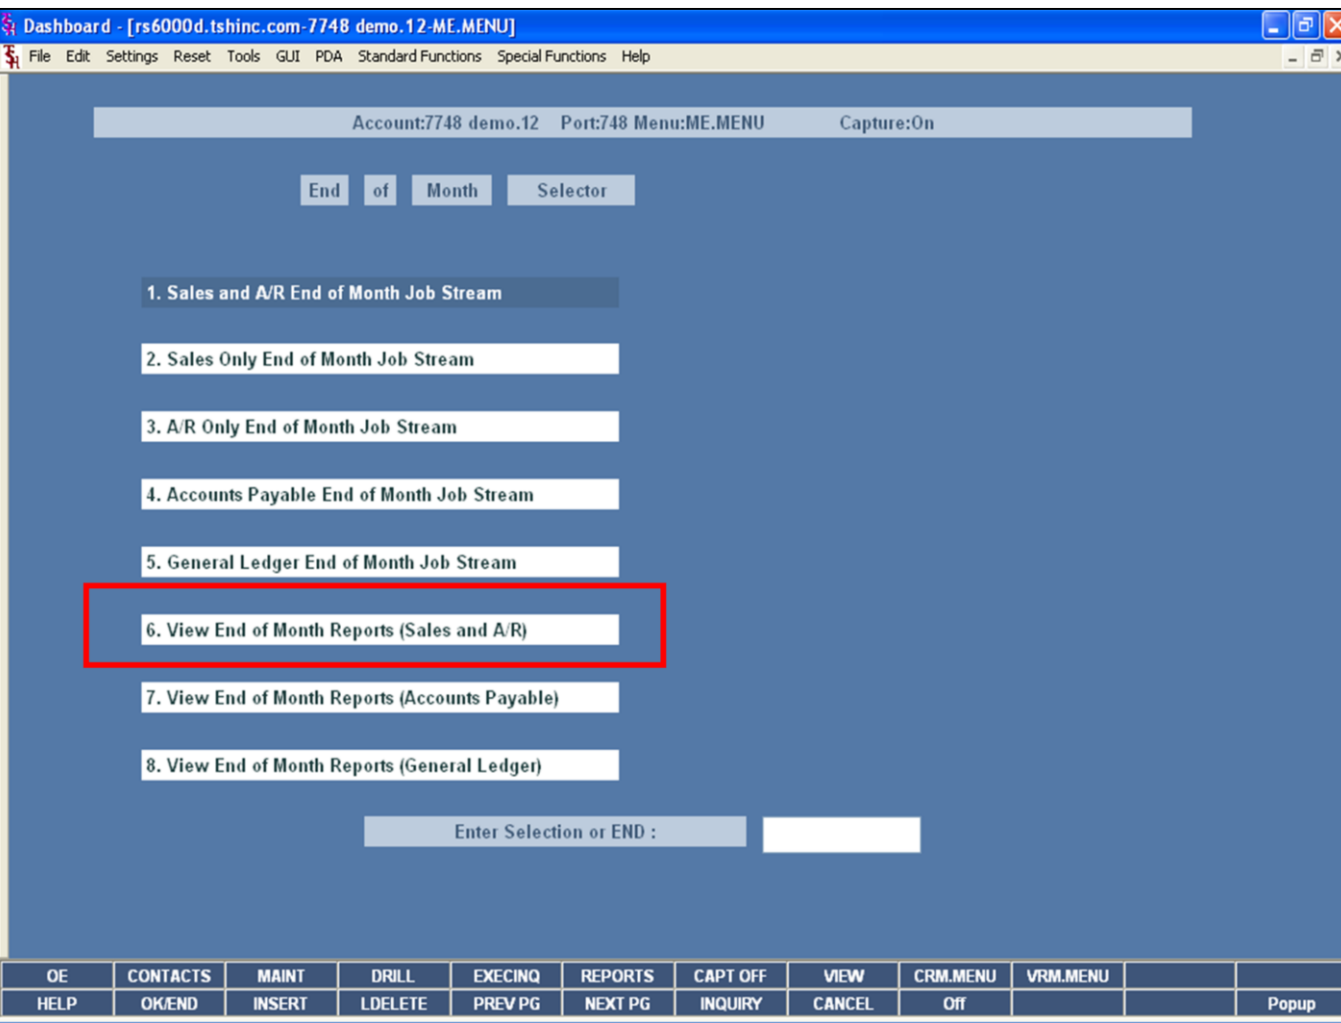 Dashboard - [rs6000d.tshinc.com-7748 demo.12-ME.MENU]
File Edit Settings Reset Tools GUI PDA Standard Functions Special Functions Help
Account:7748 demo.12 Port:748 Menu:ME.MENU Capture:On
End of Month Selector
1. Sales and A/R End of Month Job Stream
2. Sales Only End of Month Job Stream
3. A/R Only End of Month Job Stream
4. Accounts Payable End of Month Job Stream
5. General Ledger End of Month Job Stream
6. View End of Month Reports (Sales and A/R)
7. View End of Month Reports (Accounts Payable)
8. View End of Month Reports (General Ledger)
Enter Selection or END :
OE CONTACTS MAINT DRILL EXECINQ REPORTS CAPT OFF VIEW CRM.MENU VRM.MENU
HELP OK/END INSERT LDELETE PREV PG NEXT PG INQUIRY CANCEL Off Popup